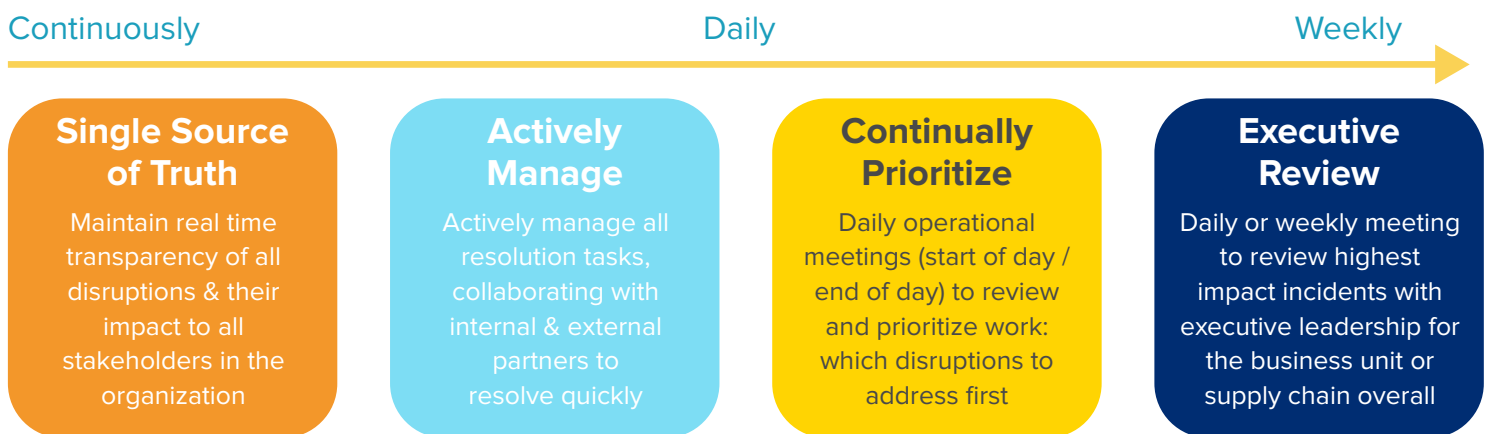 Continuously
Daily
Weekly
Single Source
of Truth
Maintain real time
transparency of all
disruptions & their
impact to all
stakeholders in the
organization
Actively
Manage
Actively manage all
resolution tasks,
collaborating with
internal & external
partners to
resolve quickly
Continually
Prioritize
Daily operational
meetings (start of day /
end of day) to review
and prioritize work:
which disruptions to
address first
Executive
Review
Daily or weekly meeting
to review highest
impact incidents with
executive leadership for
the business unit or
supply chain overall